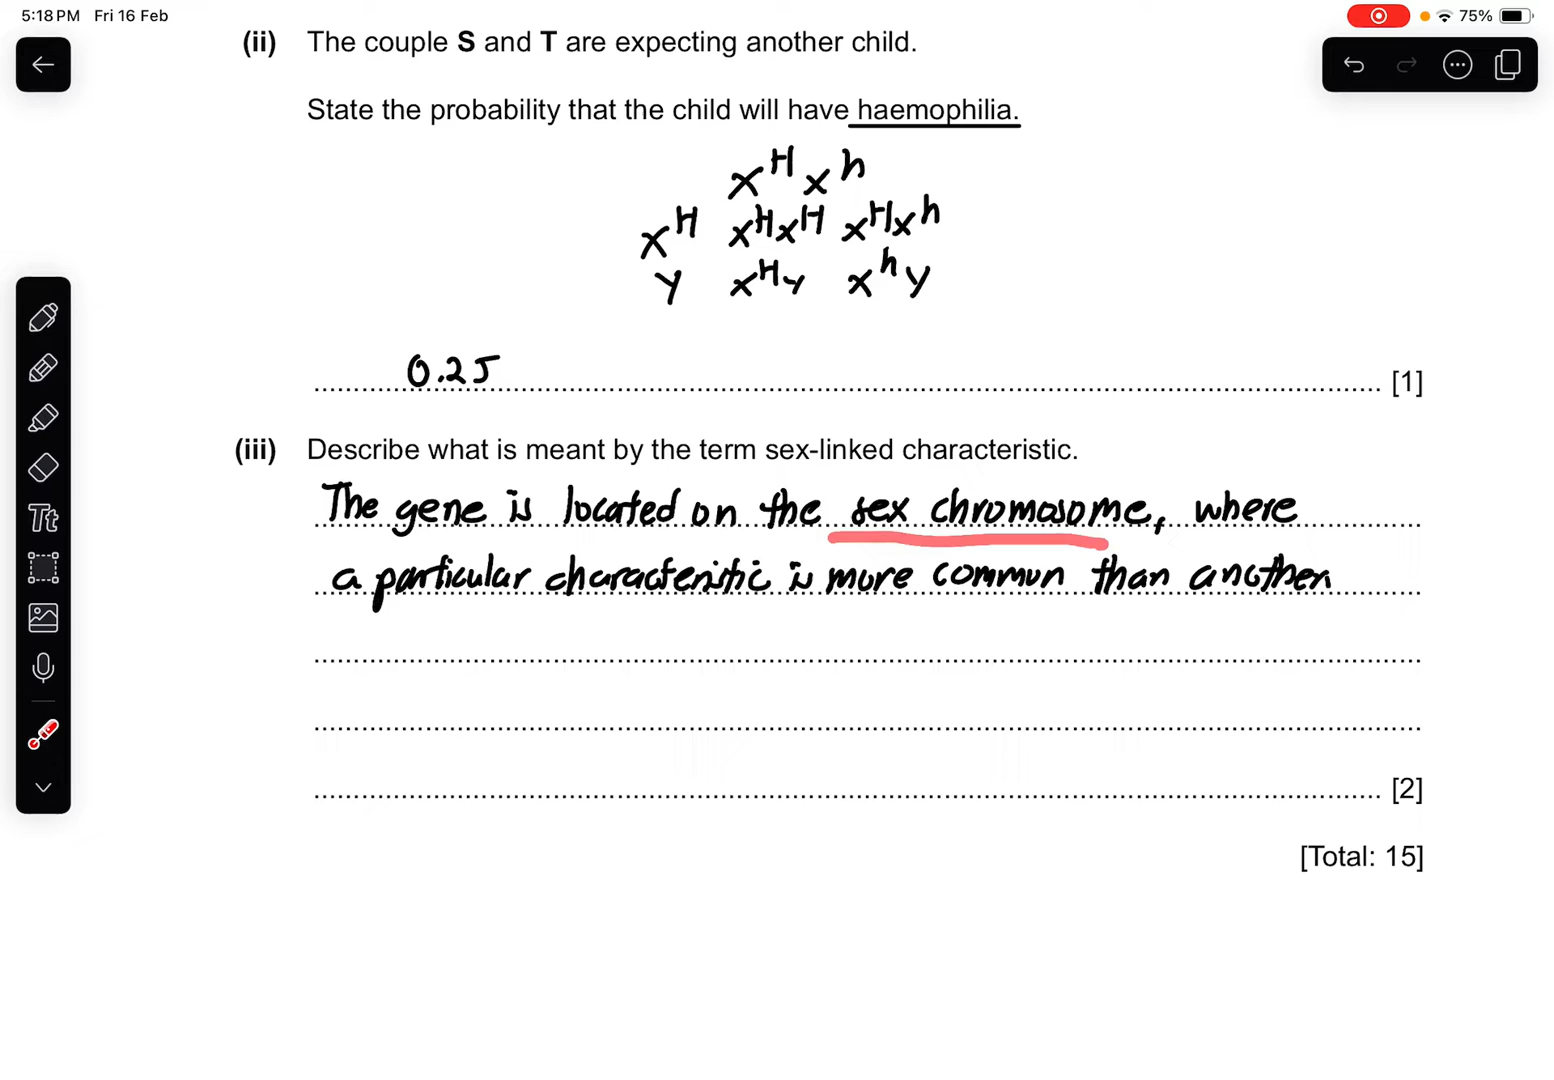 5:18 PM Fri 16 Feb
75%
(ii) The couple S and T are expecting another child.
State the probability that the child will have haemophilia.
X^H X^h
X^H X^H X^H X^H X^h
Y X^H Y X^h Y
0.25 [1]
(iii) Describe what is meant by the term sex-linked characteristic.
The gene is located on the sex chromosome, where
a particular characteristic is more common than another.
[2]
[Total: 15]
Tt